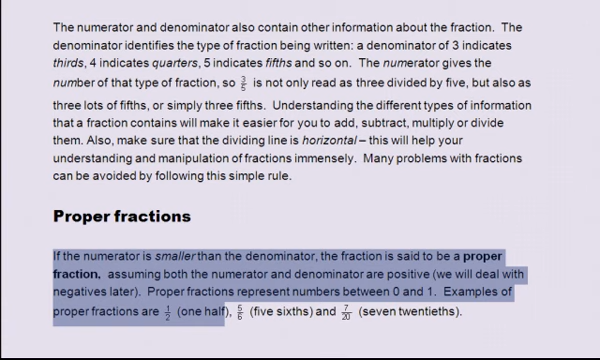 The numerator and denominator also contain other information about the fraction. The
denominator identifies the type of fraction being written: a denominator of 3 indicates
thirds, 4 indicates quarters, 5 indicates fifths and so on. The numerator gives the
number of that type of fraction, so 3/5 is not only read as three divided by five, but also as
three lots of fifths, or simply three fifths. Understanding the different types of information
that a fraction contains will make it easier for you to add, subtract, multiply or divide
them. Also, make sure that the dividing line is horizontal – this will help your
understanding and manipulation of fractions immensely. Many problems with fractions
can be avoided by following this simple rule.
Proper fractions
If the numerator is smaller than the denominator, the fraction is said to be a proper
fraction, assuming both the numerator and denominator are positive (we will deal with
negatives later). Proper fractions represent numbers between 0 and 1. Examples of
proper fractions are 1/2 (one half), 5/6 (five sixths) and 7/20 (seven twentieths).